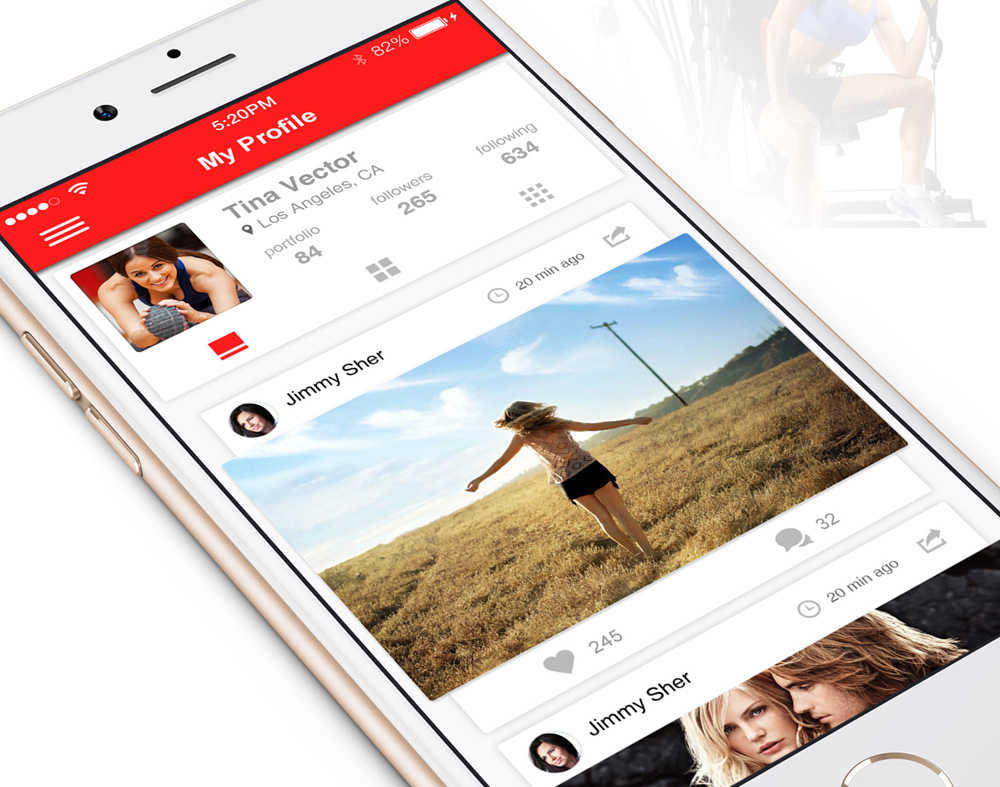 5:20PM
82%
My Profile
Tina Vector
Los Angeles, CA
portfolio
84
followers
265
following
634
Jimmy Sher
20 min ago
245
32
Jimmy Sher
20 min ago